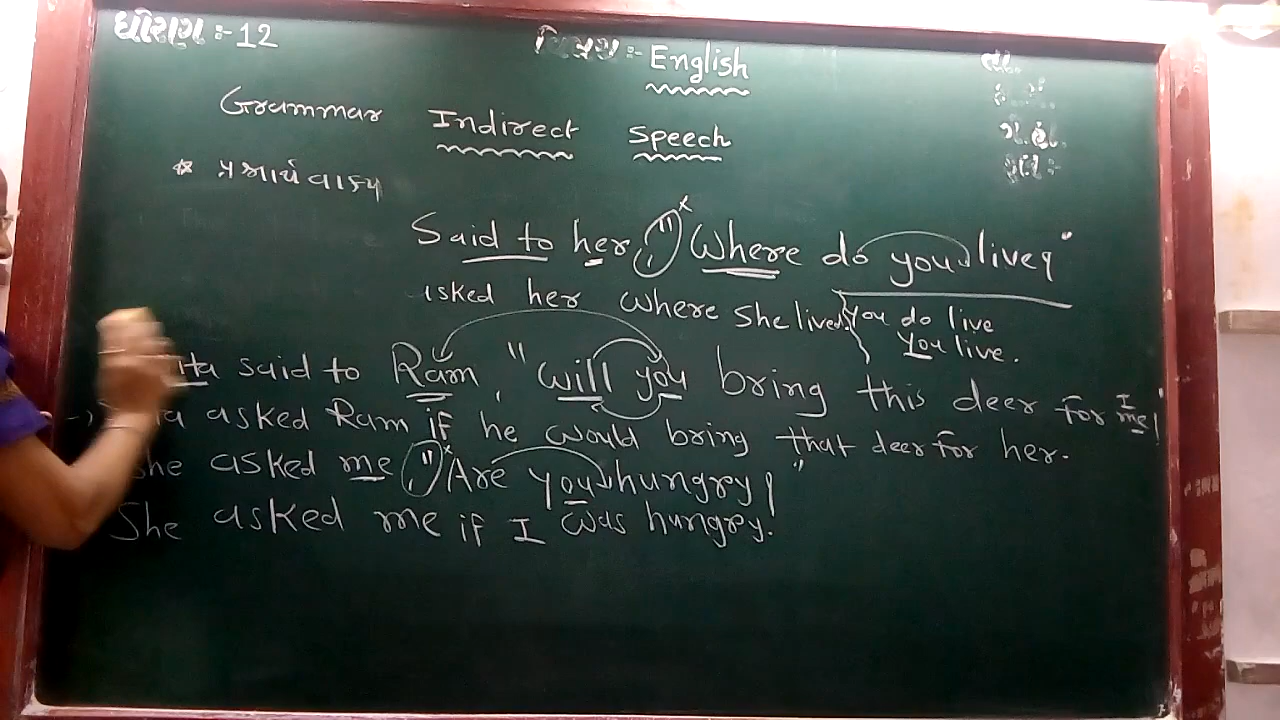 ધોરણ :- 12
વિષય :- English
Grammar Indirect Speech
* પ્રશ્નાર્થ વાક્ય
Said to her, " Where do you live? "
asked her where she lived
You do live
You live.
said to Ram, " Will you bring this deer for me?
I
→ asked Ram if he would bring that deer for her.
She asked me, " Are you hungry? "
She asked me if I was hungry.